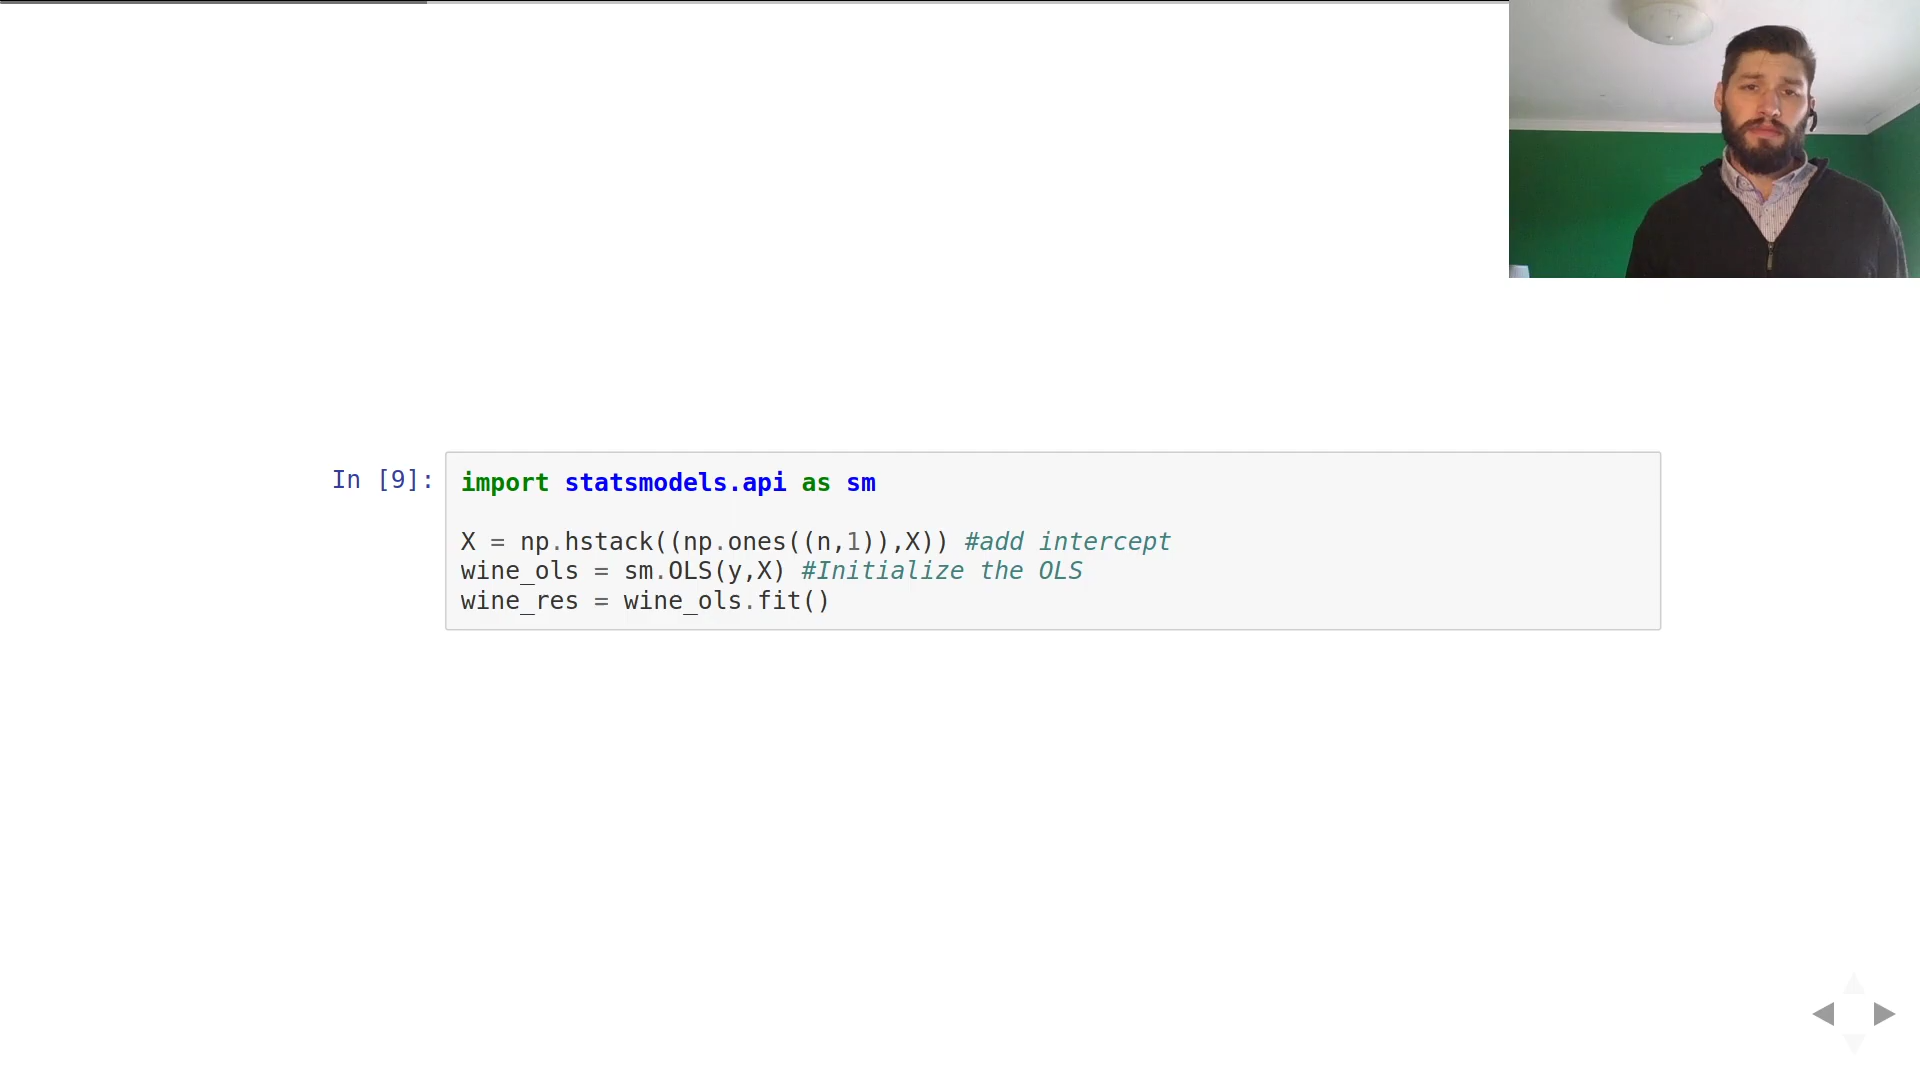 In [9]:
import statsmodels.api as sm
X = np.hstack((np.ones((n,1)),X)) #add intercept
wine_ols = sm.OLS(y,X) #Initialize the OLS
wine_res = wine_ols.fit()